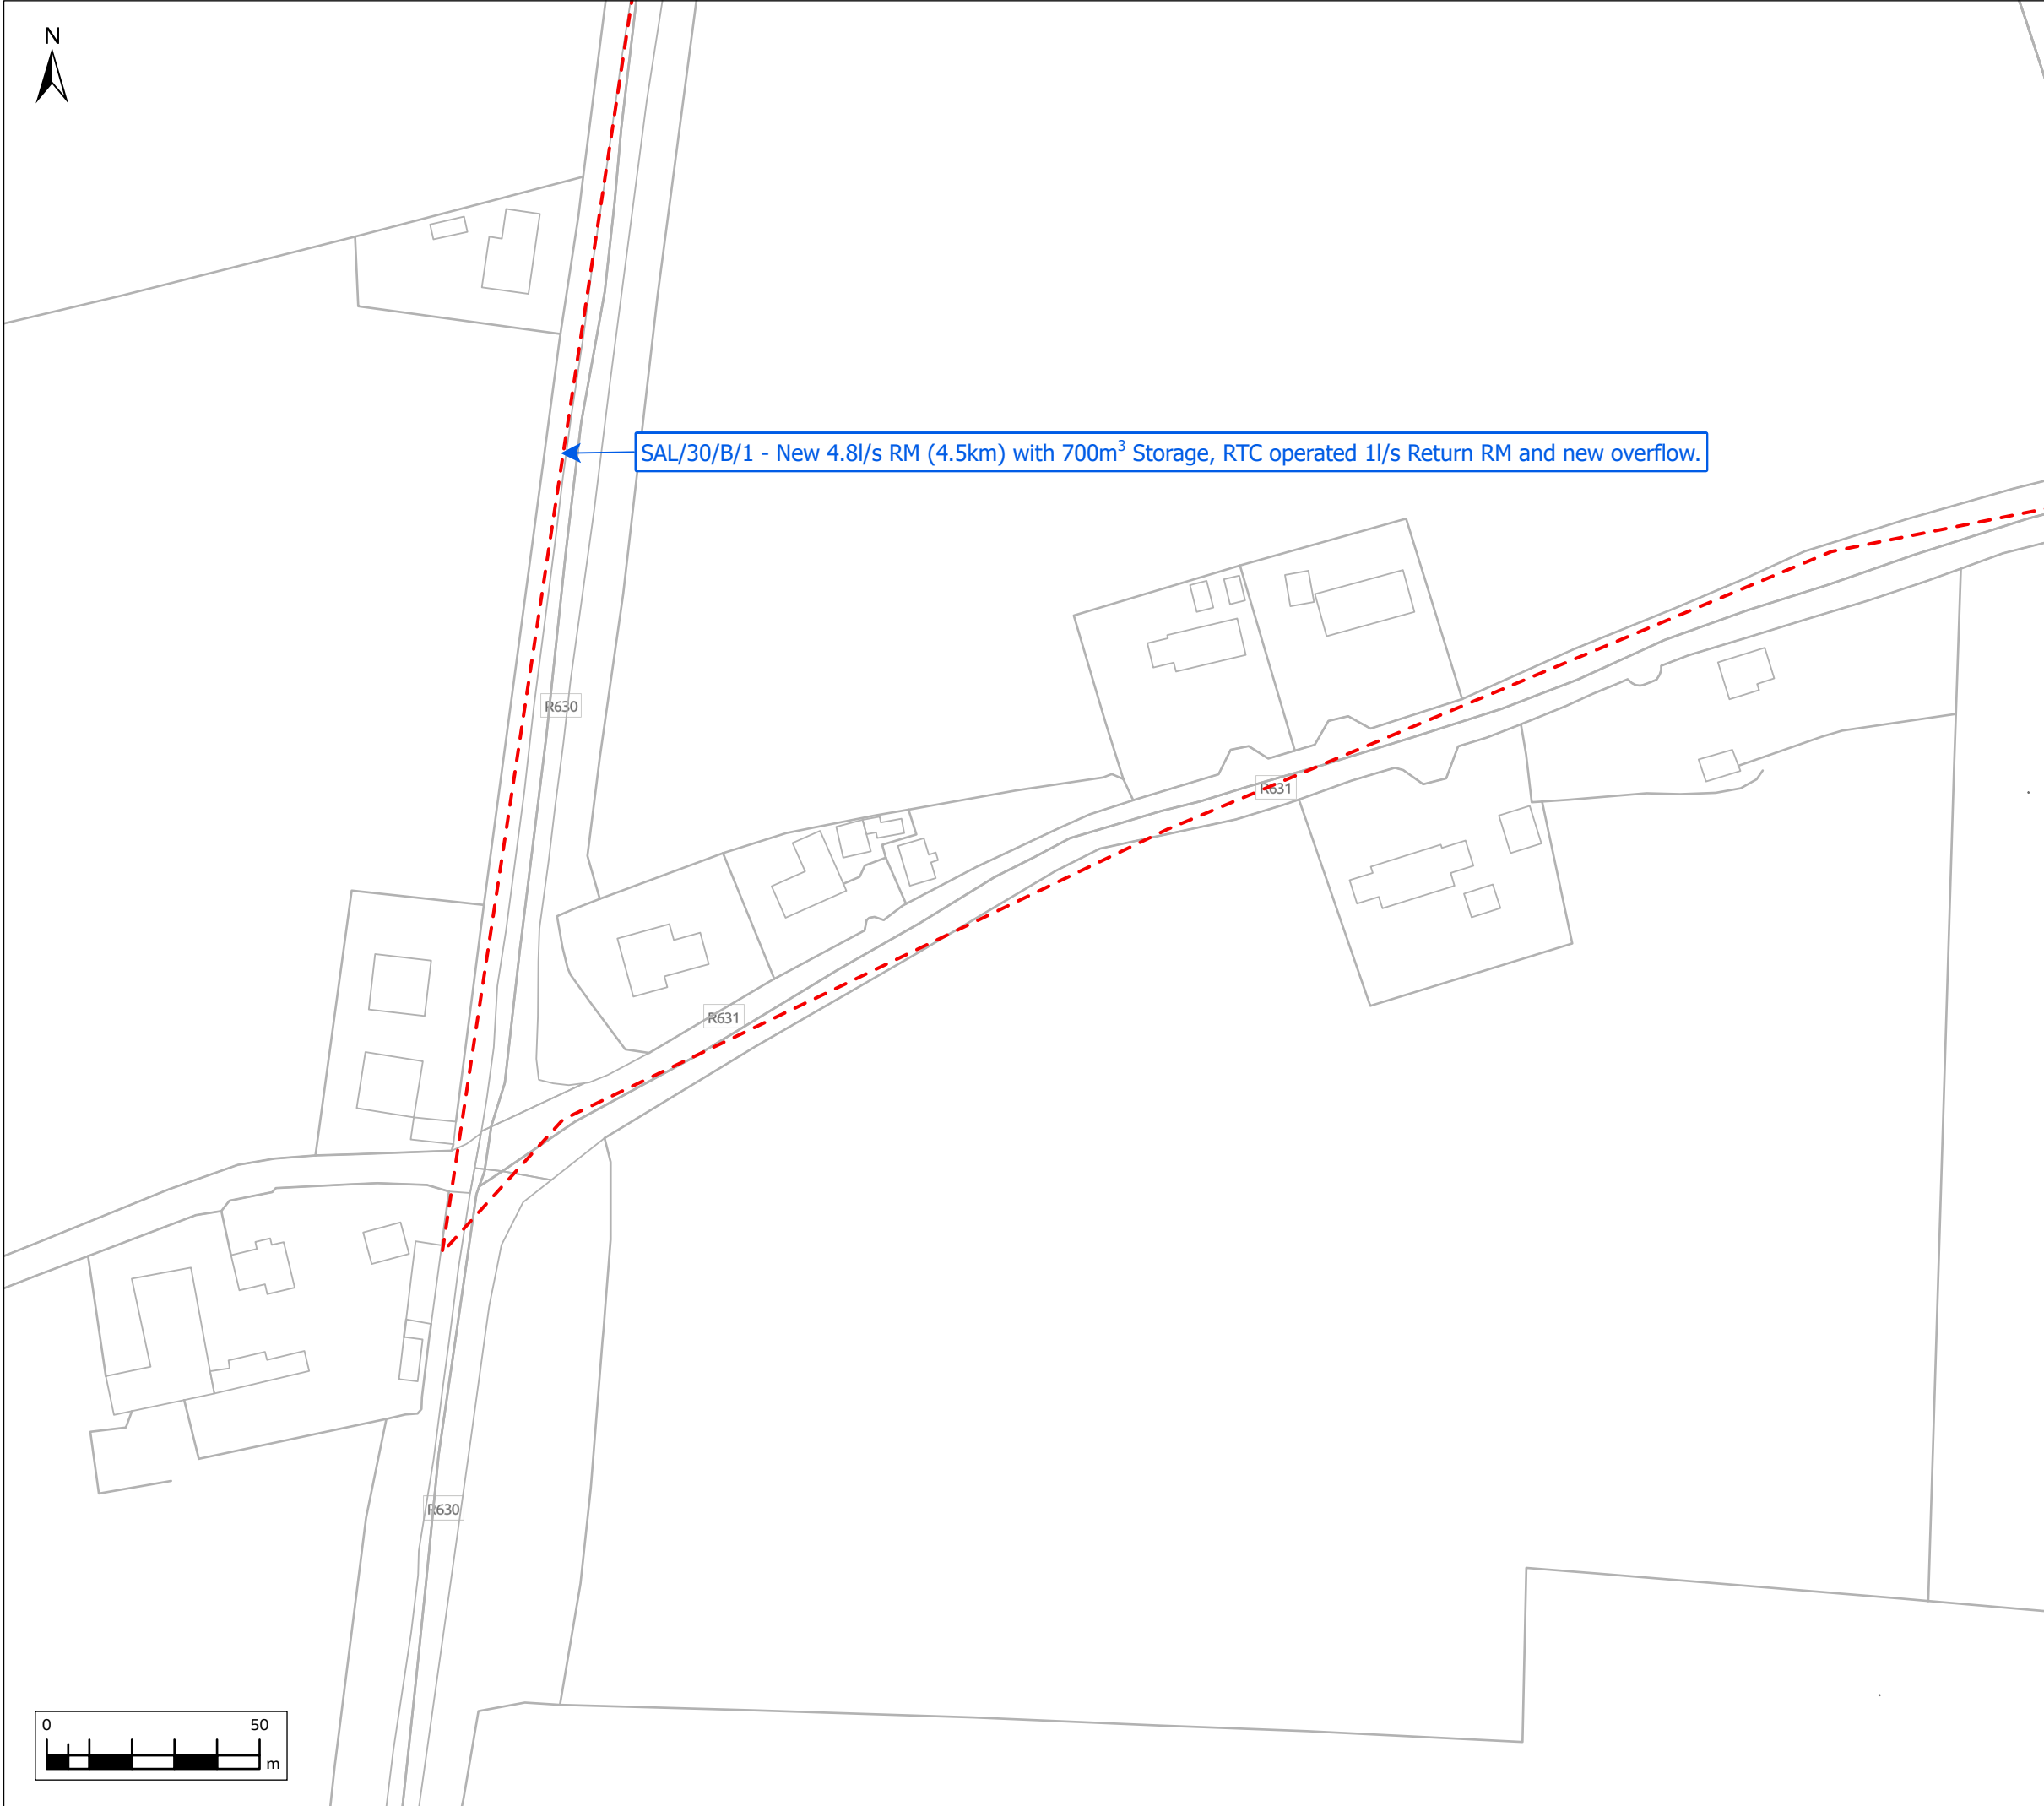 N
SAL/30/B/1 - New 4.8l/s RM (4.5km) with 700m³ Storage, RTC operated 1l/s Return RM and new overflow.
R630
R631
R631
R630
0 50
m